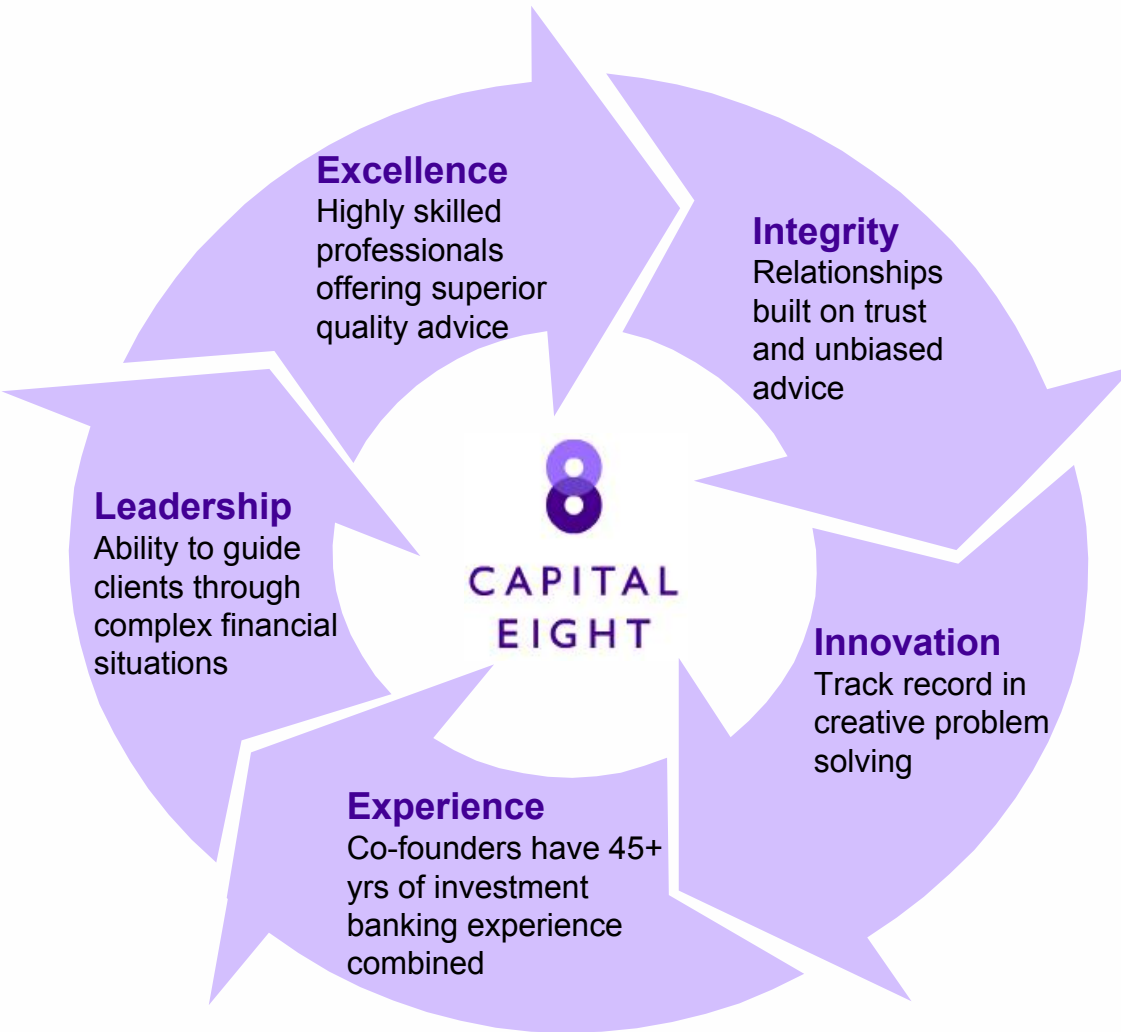 Excellence
Highly skilled
professionals
offering superior
quality advice
Integrity
Relationships
built on trust
and unbiased
advice
Innovation
Track record in
creative problem
solving
Experience
Co-founders have 45+
yrs of investment
banking experience
combined
Leadership
Ability to guide
clients through
complex financial
situations
8
CAPITAL
EIGHT